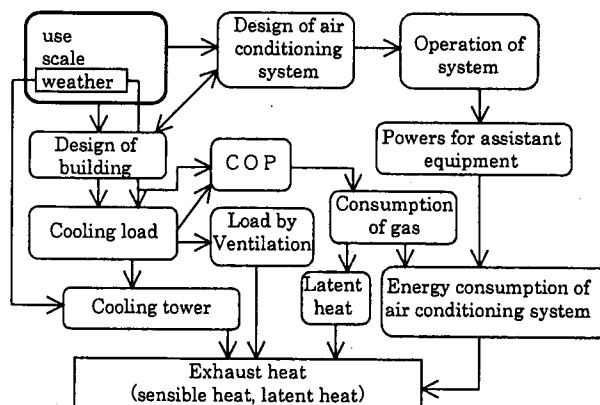 use
scale
weather
Design of air
conditioning
system
Operation of
system
Design of
building
C O P
Powers for assistant
equipment
Cooling load
Load by
Ventilation
Consumption
of gas
Cooling tower
Latent
heat
Energy consumption of
air conditioning system
Exhaust heat
(sensible heat, latent heat)